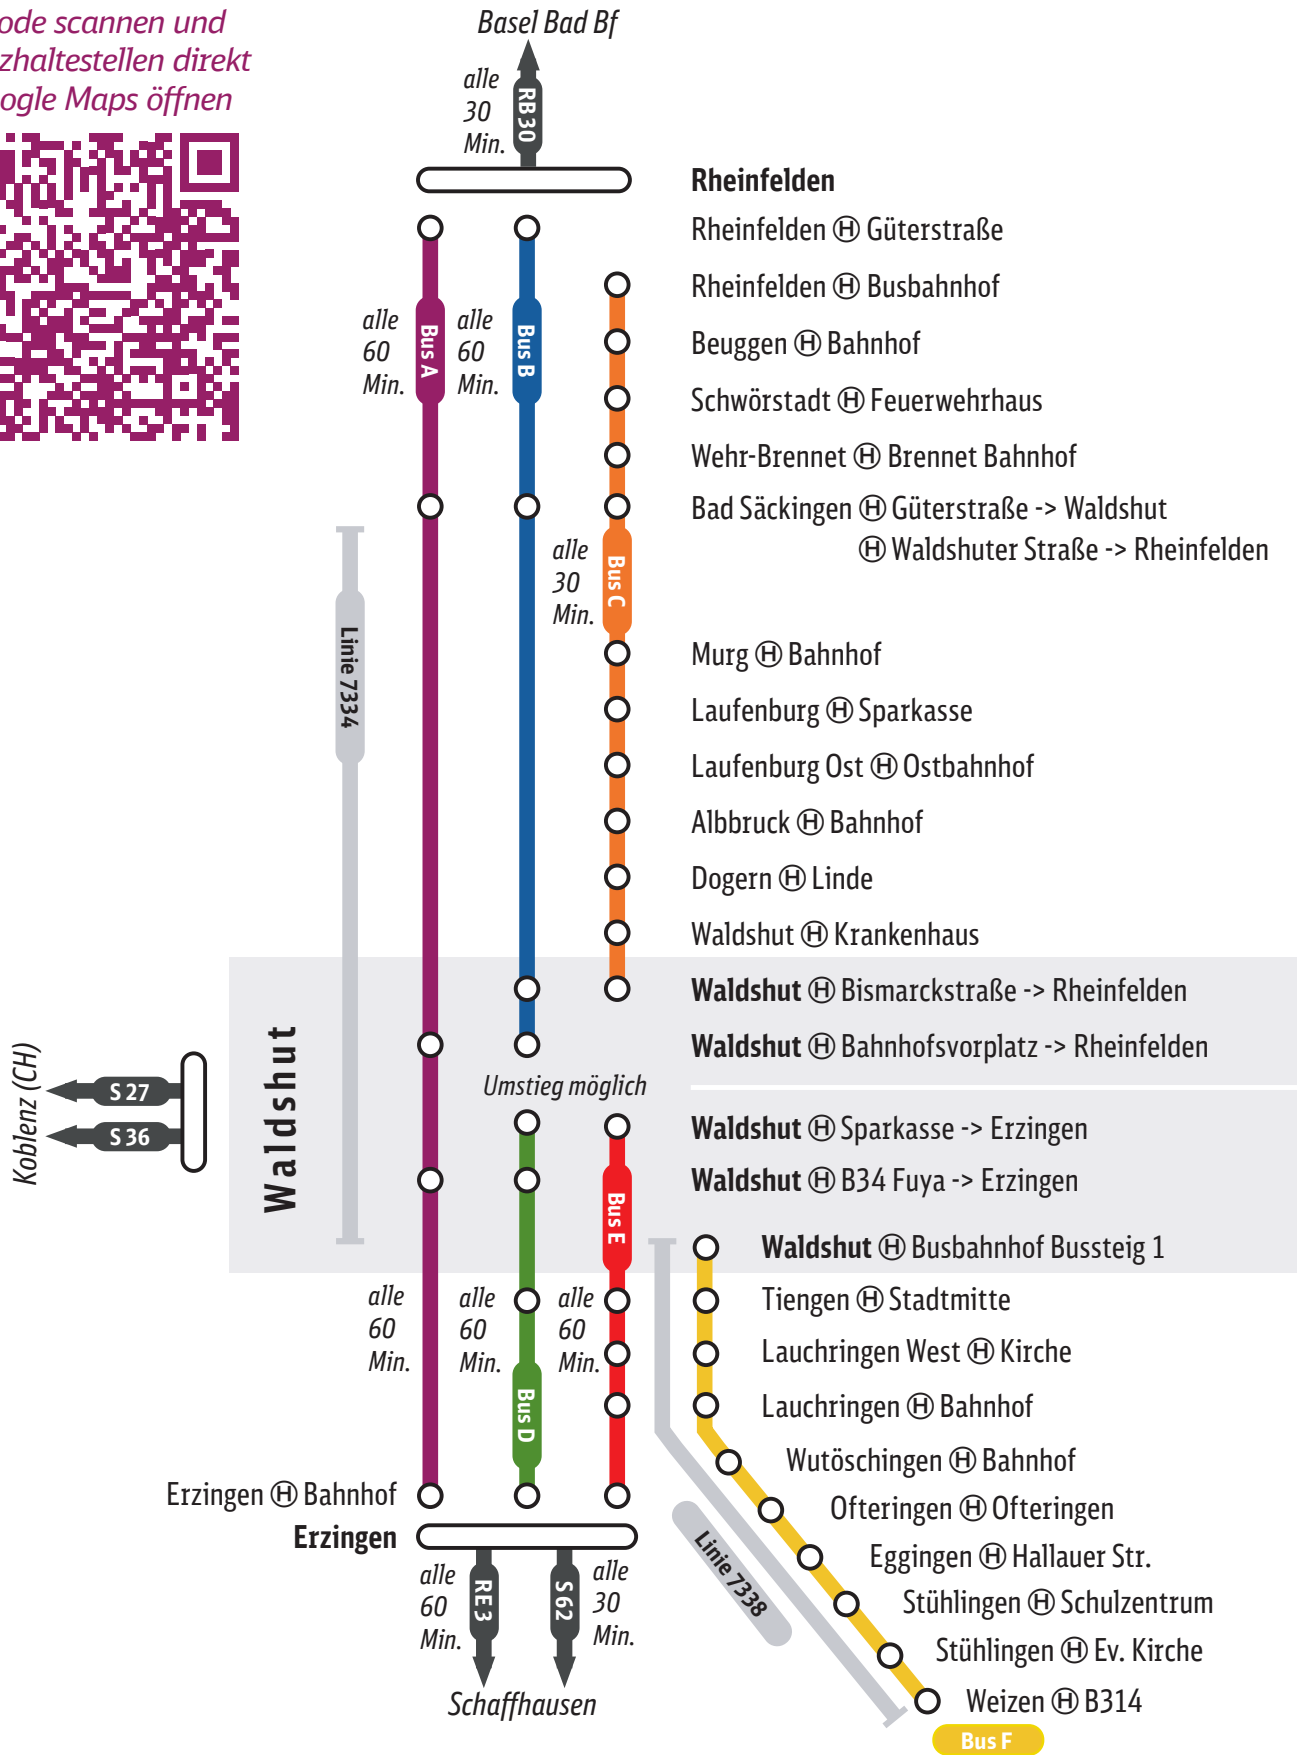 ode scannen und
zhaltestellen direkt
ogle Maps öffnen
Basel Bad Bf
alle
30
Min.
RB 30
Rheinfelden
Rheinfelden Ⓗ Güterstraße
Rheinfelden Ⓗ Busbahnhof
alle
60
Min.
Bus A
alle
60
Min.
Bus B
Beuggen Ⓗ Bahnhof
Schwörstadt Ⓗ Feuerwehrhaus
Wehr-Brennet Ⓗ Brennet Bahnhof
Bad Säckingen Ⓗ Güterstraße -> Waldshut
Ⓗ Waldshuter Straße -> Rheinfelden
alle
30
Min.
Bus C
Linie 7334
Murg Ⓗ Bahnhof
Laufenburg Ⓗ Sparkasse
Laufenburg Ost Ⓗ Ostbahnhof
Albbruck Ⓗ Bahnhof
Dogern Ⓗ Linde
Waldshut Ⓗ Krankenhaus
Waldshut Ⓗ Bismarckstraße -> Rheinfelden
Waldshut Ⓗ Bahnhofsvorplatz -> Rheinfelden
Koblenz (CH)
S 27
S 36
Waldshut
Umstieg möglich
Waldshut Ⓗ Sparkasse -> Erzingen
Waldshut Ⓗ B34 Fuya -> Erzingen
Bus E
Waldshut Ⓗ Busbahnhof Bussteig 1
Tiengen Ⓗ Stadtmitte
alle
60
Min.
alle
60
Min.
alle
60
Min.
Bus D
Lauchringen West Ⓗ Kirche
Lauchringen Ⓗ Bahnhof
Wutöschingen Ⓗ Bahnhof
Erzingen Ⓗ Bahnhof
Ofteringen Ⓗ Ofteringen
Erzingen
Eggingen Ⓗ Hallauer Str.
Linie 7338
alle
60
Min.
RE 3
S 62
alle
30
Min.
Stühlingen Ⓗ Schulzentrum
Stühlingen Ⓗ Ev. Kirche
Schaffhausen
Weizen Ⓗ B314
Bus F